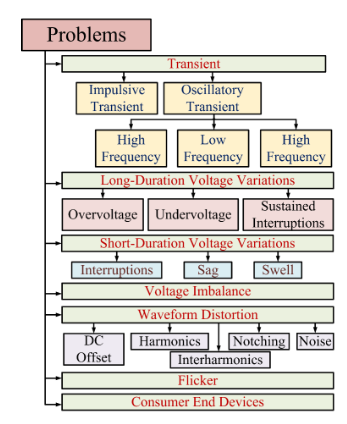 Problems
Transient
Impulsive
Transient
Oscillatory
Transient
High
Frequency
Low
Frequency
High
Frequency
Long-Duration Voltage Variations
Overvoltage
Undervoltage
Sustained
Interruptions
Short-Duration Voltage Variations
Interruptions
Sag
Swell
Voltage Imbalance
Waveform Distortion
DC
Offset
Harmonics
Interharmonics
Notching
Noise
Flicker
Consumer End Devices